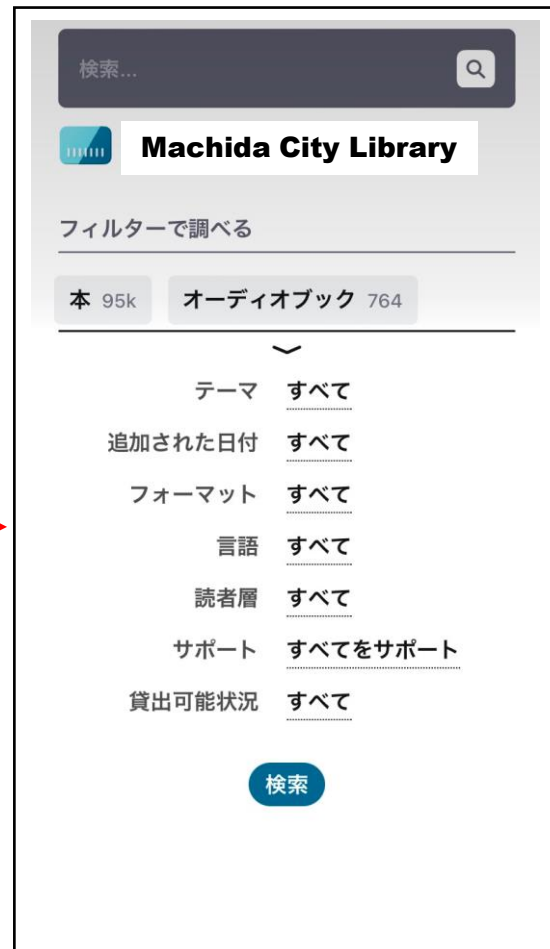 検索...
Machida City Library
フィルターで調べる
本 95k オーディオブック 764
テーマ すべて
追加された日付 すべて
フォーマット すべて
言語 すべて
読者層 すべて
サポート すべてをサポート
貸出可能状況 すべて
検索